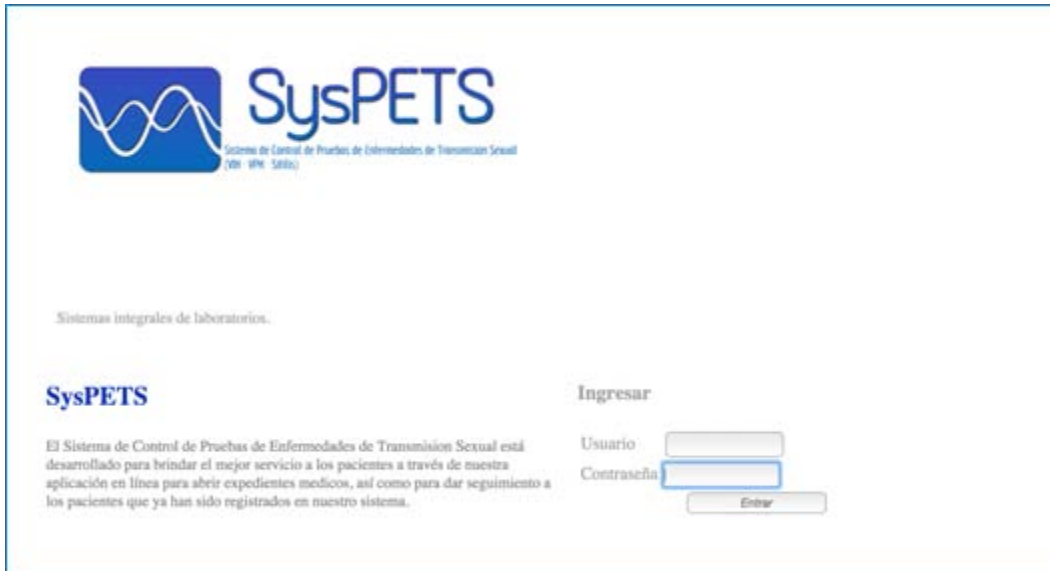 SysPETS
Sistema de Control de Pruebas de Enfermedades de Transmicion Sexual
(VIH - VPH - Sifilis)
Sistemas integrales de laboratorios.
SysPETS
El Sistema de Control de Pruebas de Enfermedades de Transmision Sexual está
desarrollado para brindar el mejor servicio a los pacientes a través de nuestra
aplicación en línea para abrir expedientes medicos, así como para dar seguimiento a
los pacientes que ya han sido registrados en nuestro sistema.
Ingresar
Usuario
Contraseña
Entrar